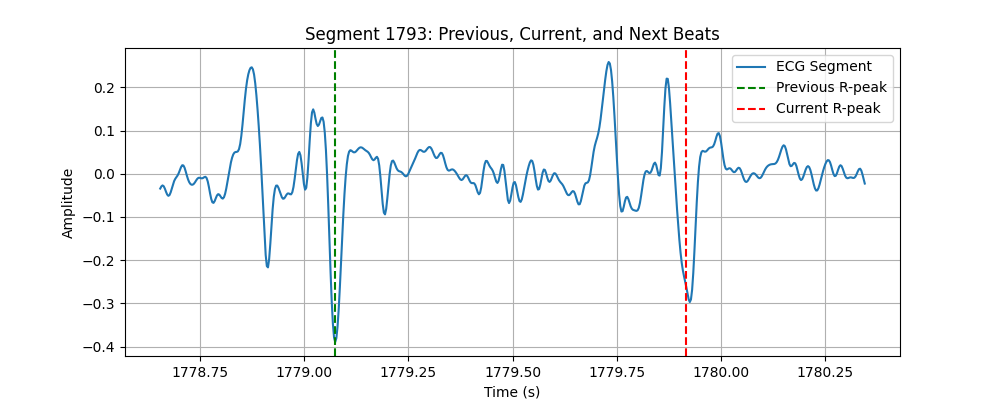 Segment 1793: Previous, Current, and Next Beats
ECG Segment
Previous R-peak
Current R-peak
Amplitude
0.2
0.1
0.0
−0.1
−0.2
−0.3
−0.4
1778.75 1779.00 1779.25 1779.50 1779.75 1780.00 1780.25
Time (s)